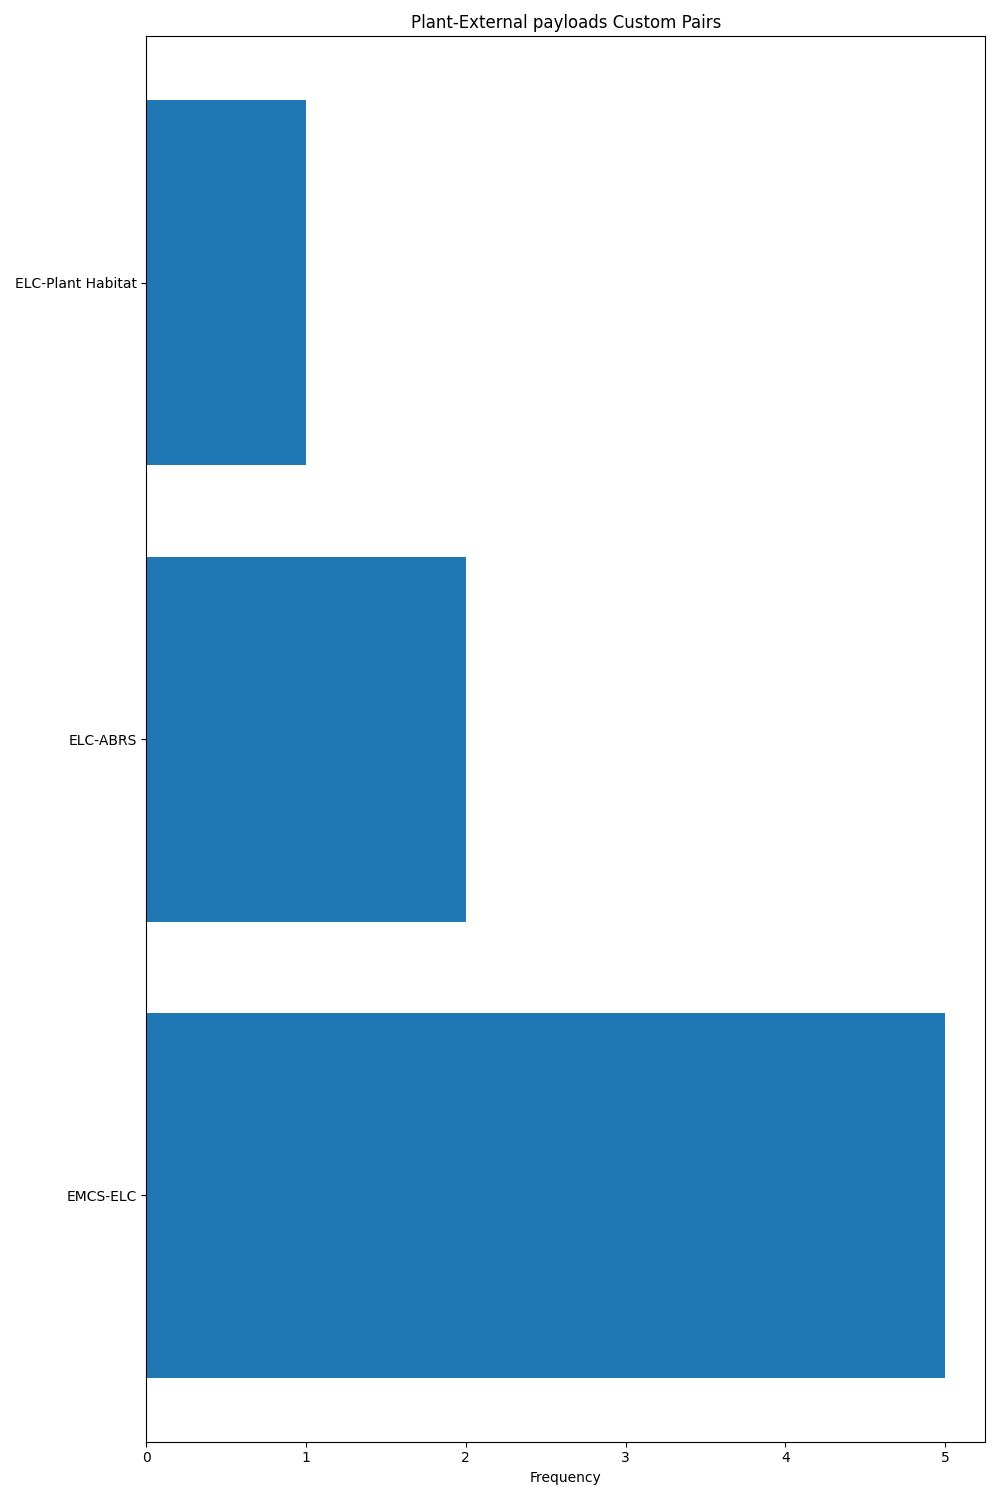 Plant-External payloads Custom Pairs
ELC-Plant Habitat
ELC-ABRS
EMCS-ELC
0 1 2 3 4 5
Frequency